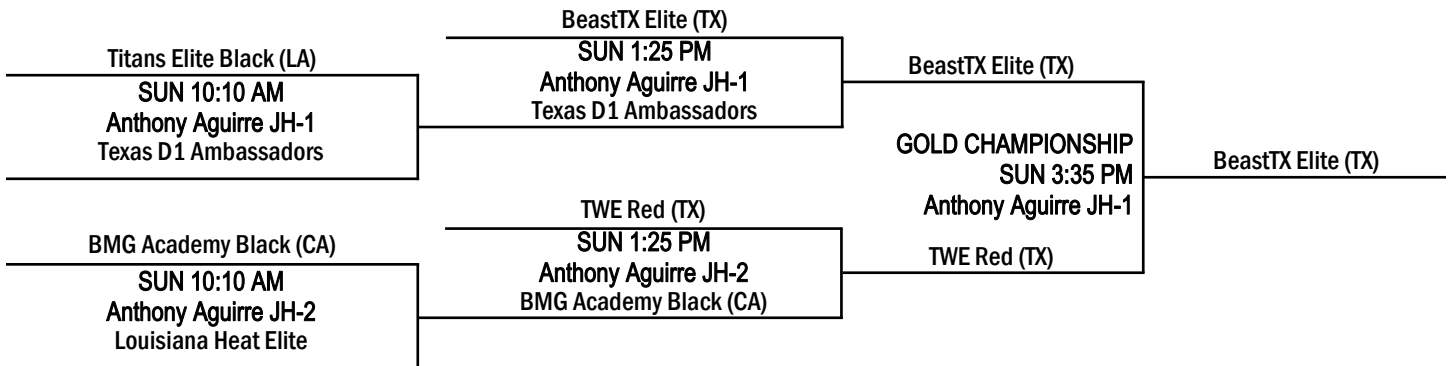 Titans Elite Black (LA)
SUN 10:10 AM
Anthony Aguirre JH-1
Texas D1 Ambassadors
BMG Academy Black (CA)
SUN 10:10 AM
Anthony Aguirre JH-2
Louisiana Heat Elite
BeastTX Elite (TX)
SUN 1:25 PM
Anthony Aguirre JH-1
Texas D1 Ambassadors
TWE Red (TX)
SUN 1:25 PM
Anthony Aguirre JH-2
BMG Academy Black (CA)
BeastTX Elite (TX)
GOLD CHAMPIONSHIP
SUN 3:35 PM
Anthony Aguirre JH-1
TWE Red (TX)
BeastTX Elite (TX)